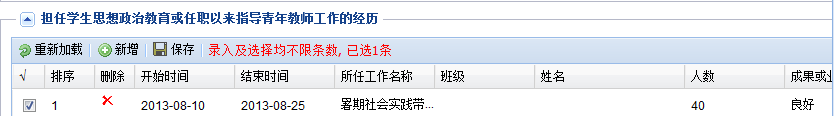 担任学生思想政治教育或任职以来指导青年教师工作的经历
重新加载 新增 保存 录入及选择均不限条数, 已选1条
√ 排序 删除 开始时间 结束时间 所任工作名称 班级 姓名 人数 成果或业
1 2013-08-10 2013-08-25 署期社会实践带... 40 良好